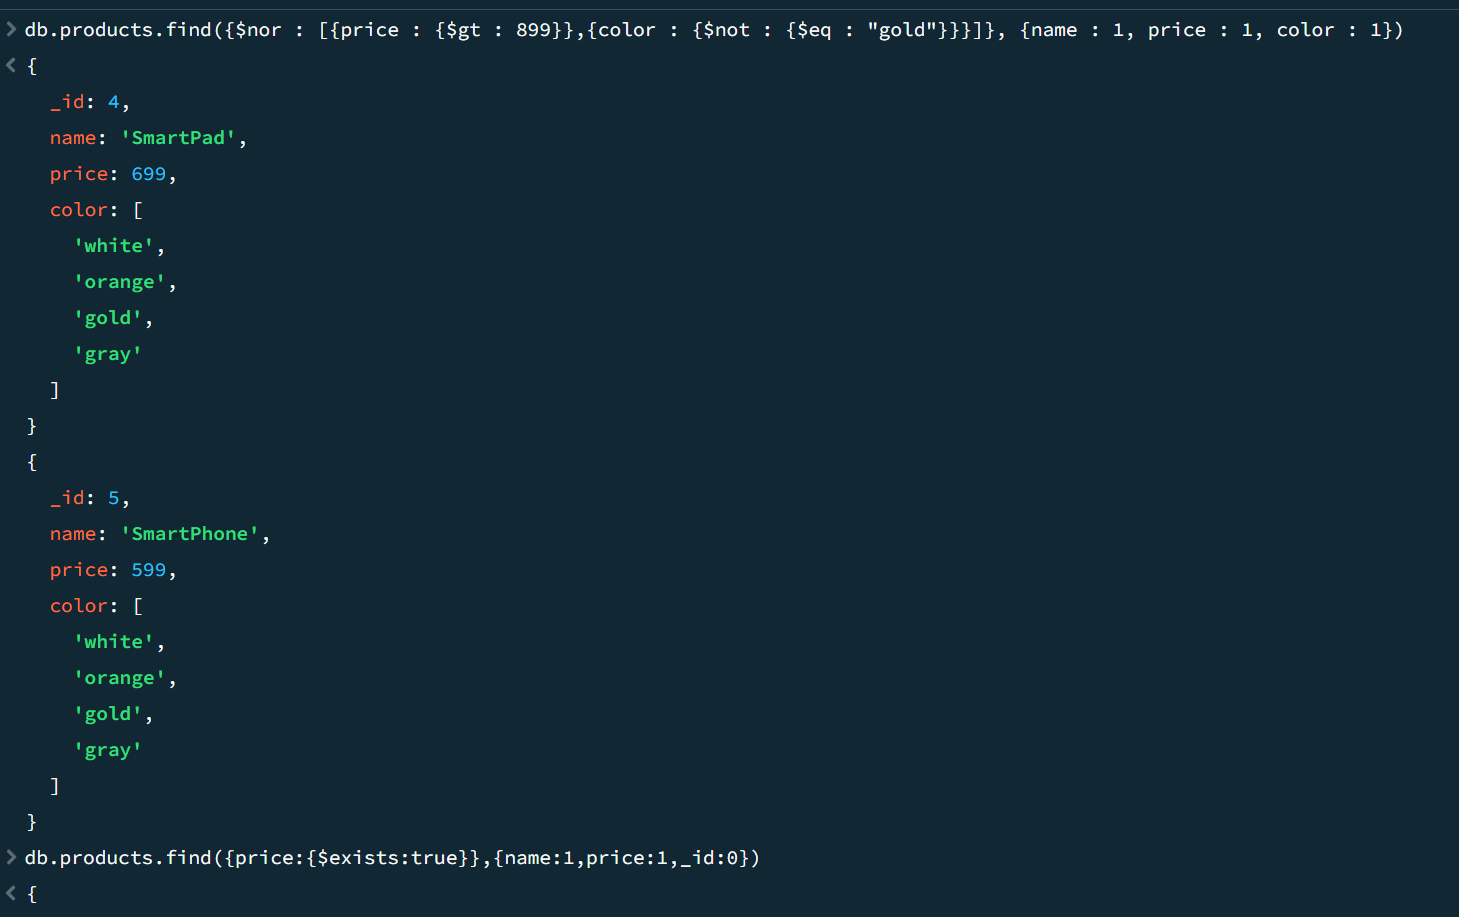 > db.products.find({$nor : [{price : {$gt : 899}},{color : {$not : {$eq : "gold"}}}]}, {name : 1, price : 1, color : 1})
< {
_id: 4,
name: 'SmartPad',
price: 699,
color: [
'white',
'orange',
'gold',
'gray'
]
}
{
_id: 5,
name: 'SmartPhone',
price: 599,
color: [
'white',
'orange',
'gold',
'gray'
]
}
> db.products.find({price:{$exists:true}},{name:1,price:1,_id:0})
< {